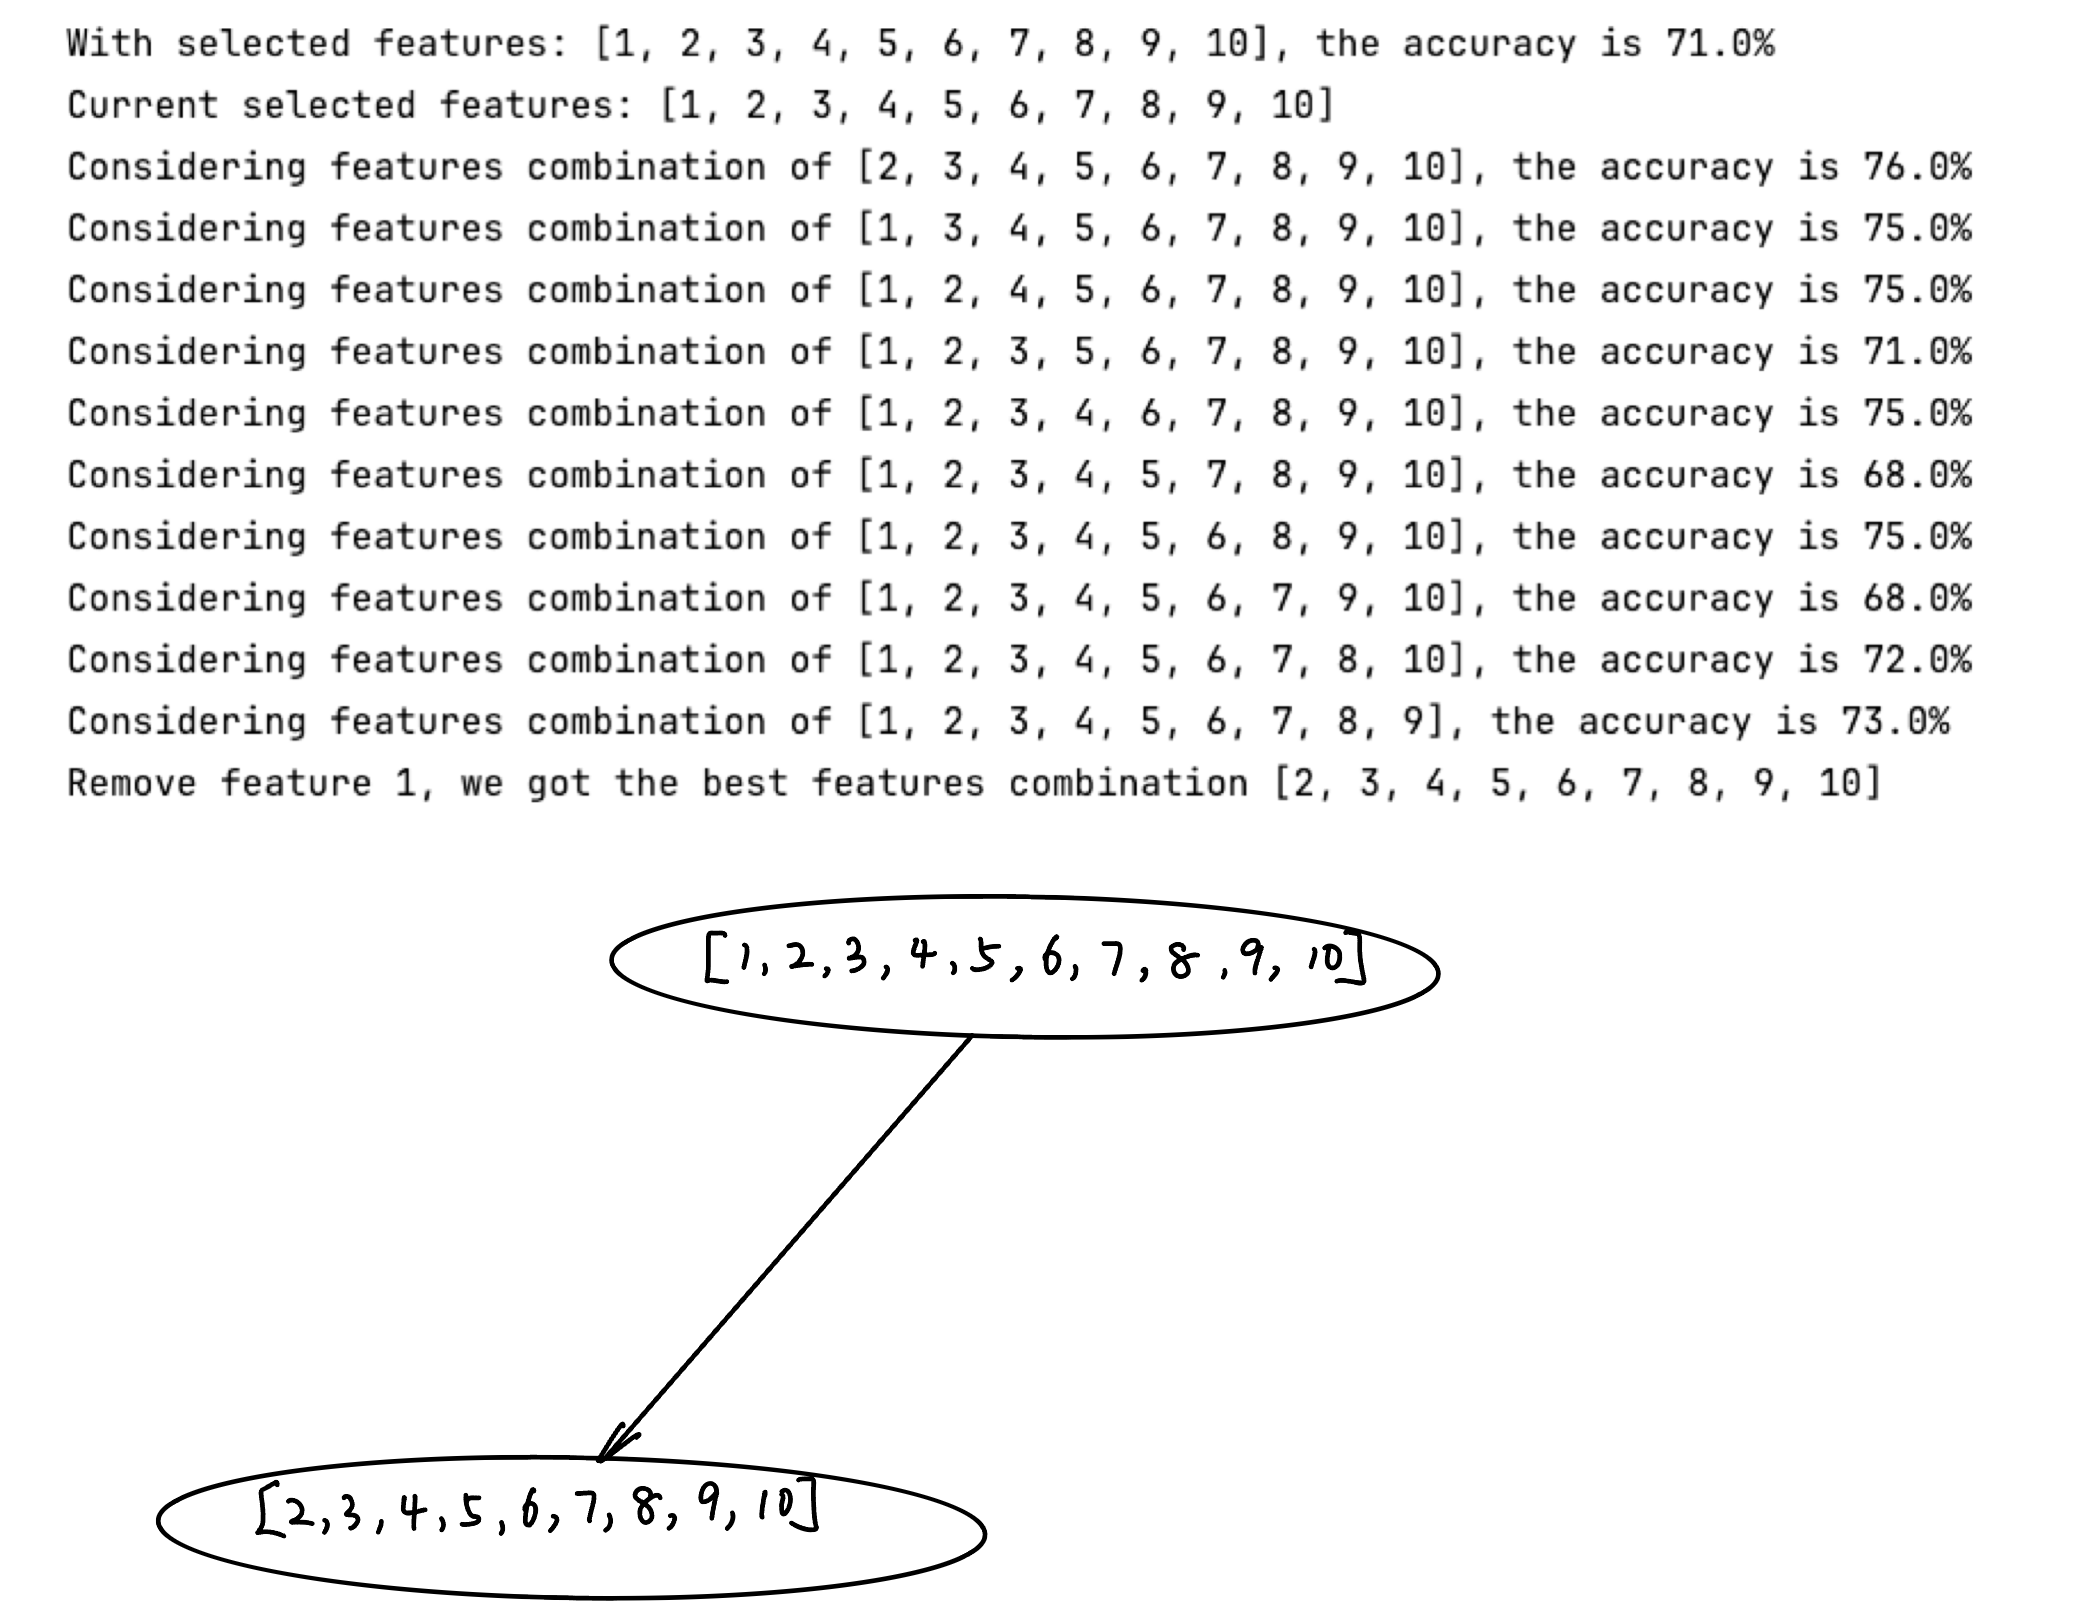 With selected features: [1, 2, 3, 4, 5, 6, 7, 8, 9, 10], the accuracy is 71.0%
Current selected features: [1, 2, 3, 4, 5, 6, 7, 8, 9, 10]
Considering features combination of [2, 3, 4, 5, 6, 7, 8, 9, 10], the accuracy is 76.0%
Considering features combination of [1, 3, 4, 5, 6, 7, 8, 9, 10], the accuracy is 75.0%
Considering features combination of [1, 2, 4, 5, 6, 7, 8, 9, 10], the accuracy is 75.0%
Considering features combination of [1, 2, 3, 5, 6, 7, 8, 9, 10], the accuracy is 71.0%
Considering features combination of [1, 2, 3, 4, 6, 7, 8, 9, 10], the accuracy is 75.0%
Considering features combination of [1, 2, 3, 4, 5, 7, 8, 9, 10], the accuracy is 68.0%
Considering features combination of [1, 2, 3, 4, 5, 6, 8, 9, 10], the accuracy is 75.0%
Considering features combination of [1, 2, 3, 4, 5, 6, 7, 9, 10], the accuracy is 68.0%
Considering features combination of [1, 2, 3, 4, 5, 6, 7, 8, 10], the accuracy is 72.0%
Considering features combination of [1, 2, 3, 4, 5, 6, 7, 8, 9], the accuracy is 73.0%
Remove feature 1, we got the best features combination [2, 3, 4, 5, 6, 7, 8, 9, 10]
[1, 2, 3, 4, 5, 6, 7, 8, 9, 10]
[2, 3, 4, 5, 6, 7, 8, 9, 10]